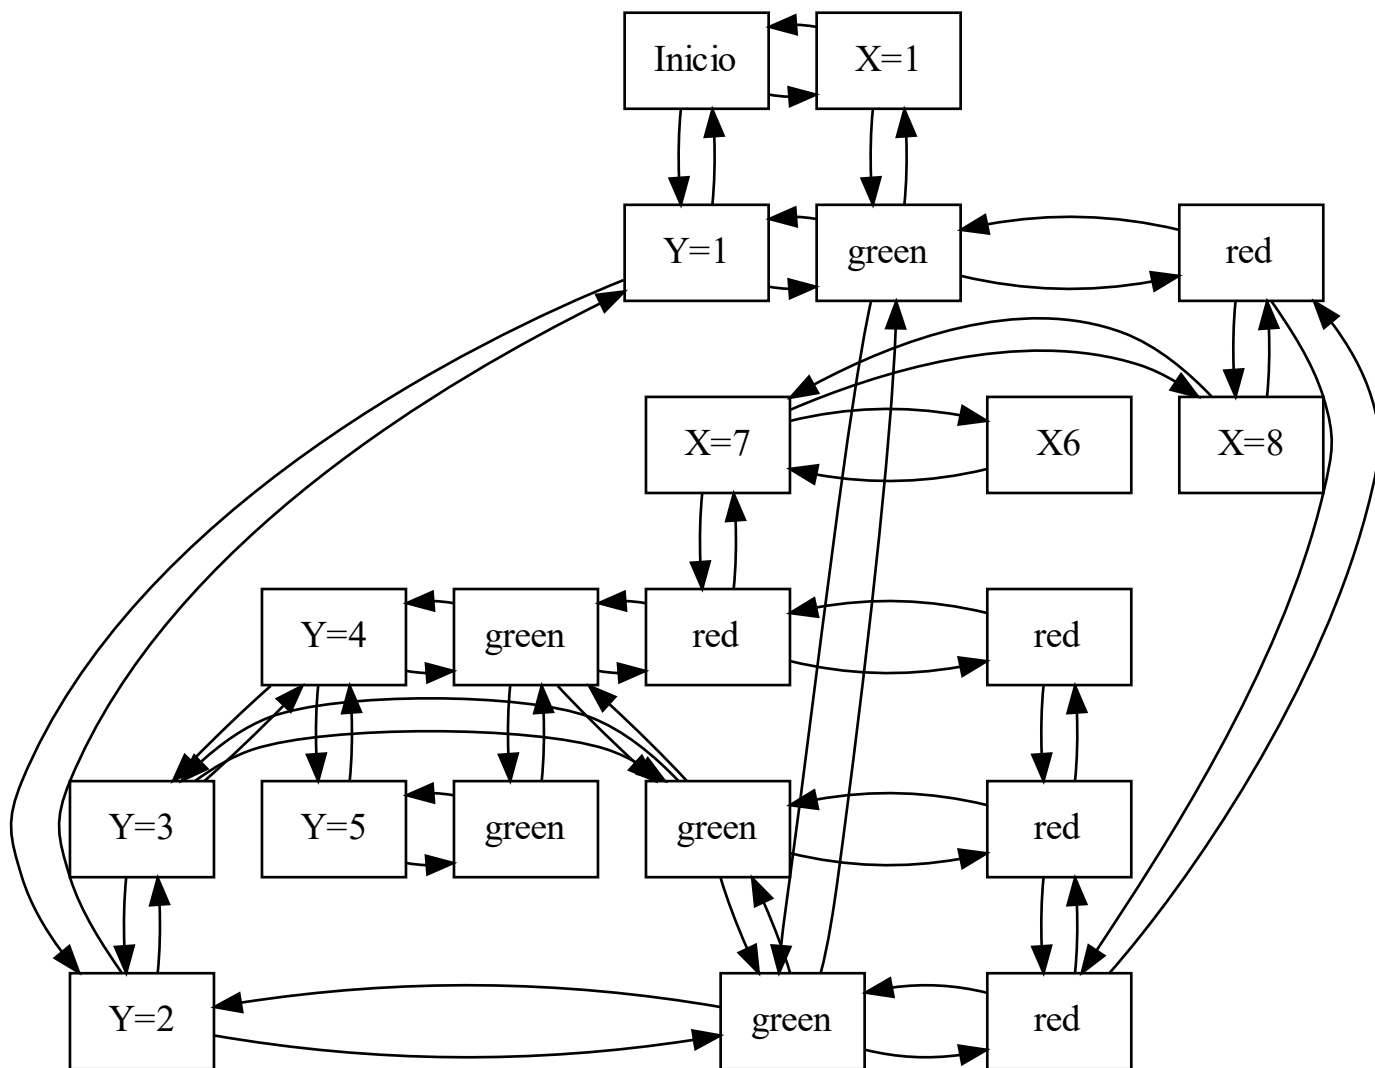 Inicio
X=1
Y=1
green
red
X=7
X6
X=8
Y=4
green
red
red
Y=3
Y=5
green
green
red
Y=2
green
red